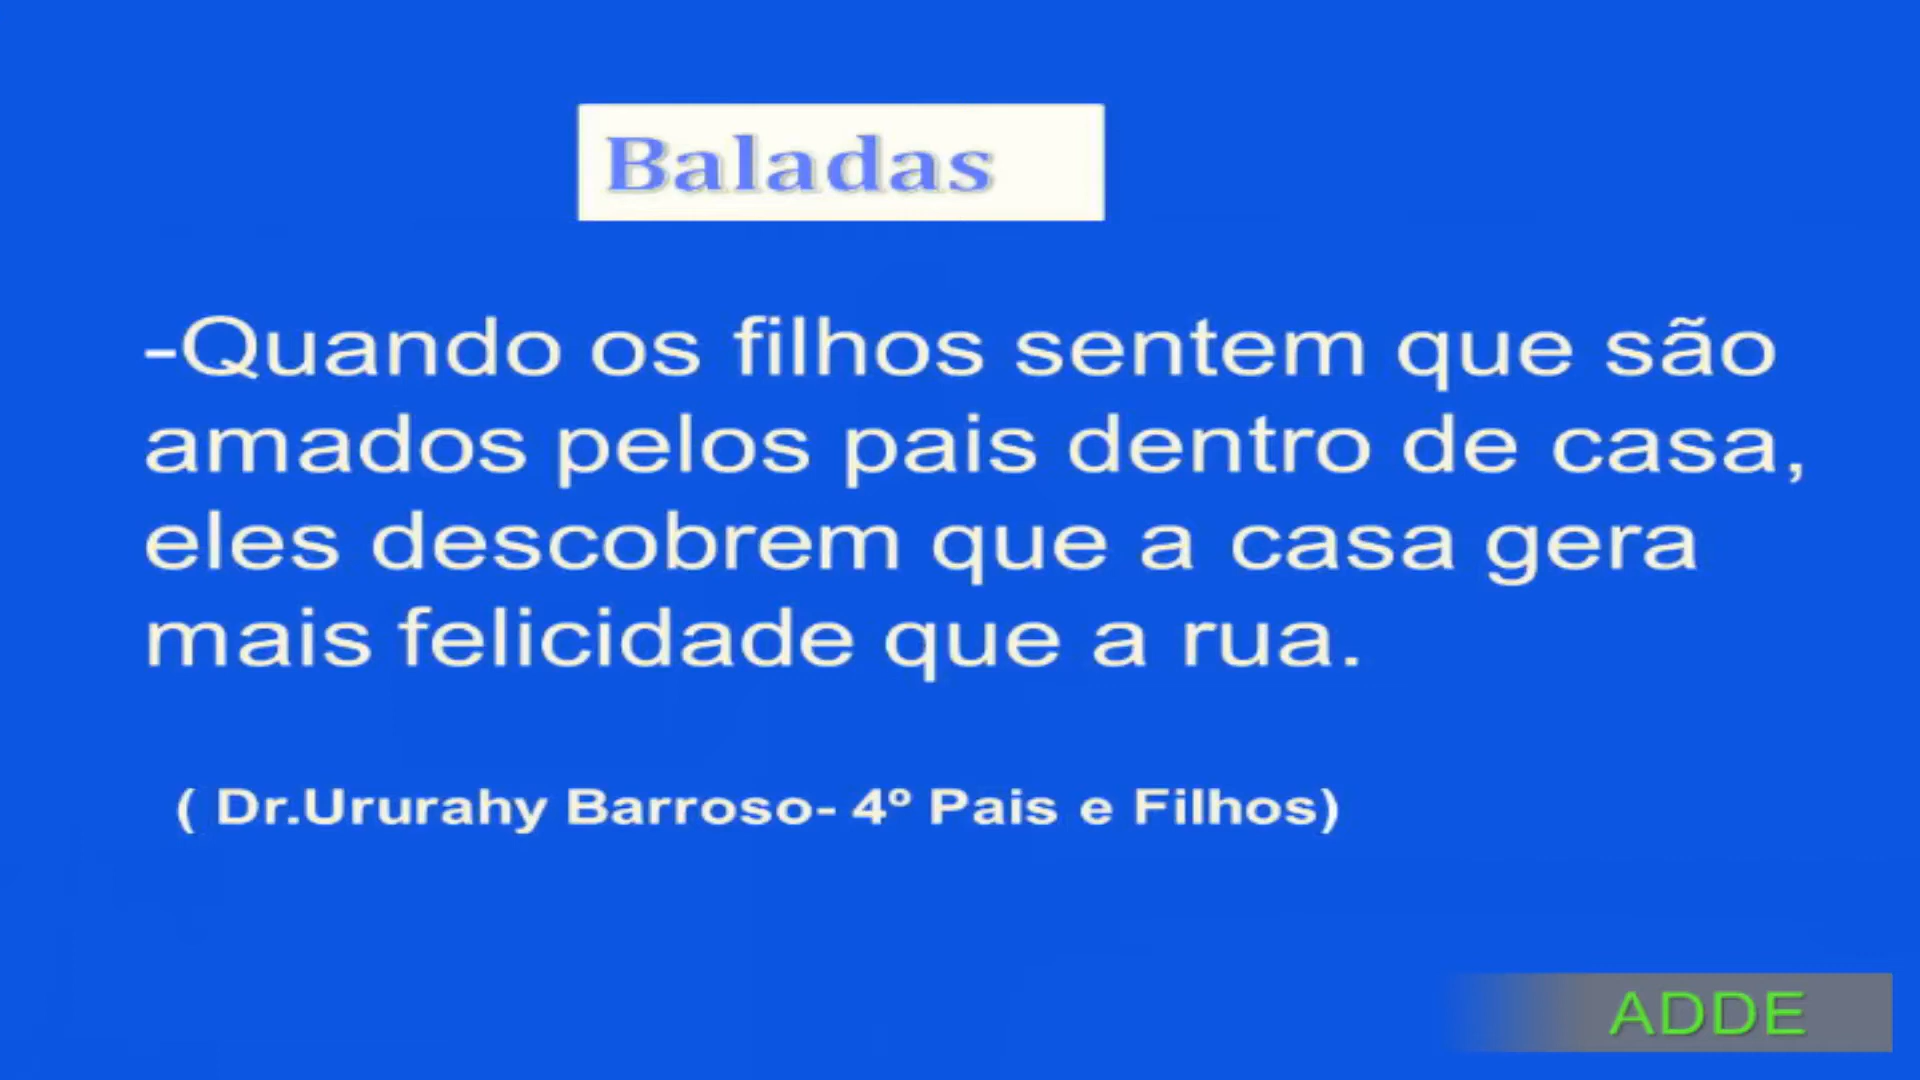 Baladas
-Quando os filhos sentem que são
amados pelos pais dentro de casa,
eles descobrem que a casa gera
mais felicidade que a rua.
( Dr.Ururahy Barroso- 4º Pais e Filhos)
ADDE